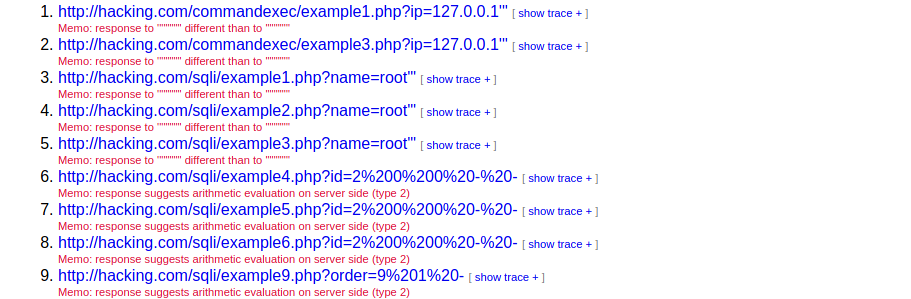 1. http://hacking.com/commandexec/example1.php?ip=127.0.0.1'" [ show trace + ]
Memo: response to '"'"'"'" different than to '"'"'"'"
2. http://hacking.com/commandexec/example3.php?ip=127.0.0.1'" [ show trace + ]
Memo: response to '"'"'"'" different than to '"'"'"'"
3. http://hacking.com/sqli/example1.php?name=root'" [ show trace + ]
Memo: response to '"'"'"'" different than to '"'"'"'"
4. http://hacking.com/sqli/example2.php?name=root'" [ show trace + ]
Memo: response to '"'"'"'" different than to '"'"'"'"
5. http://hacking.com/sqli/example3.php?name=root'" [ show trace + ]
Memo: response to '"'"'"'" different than to '"'"'"'"
6. http://hacking.com/sqli/example4.php?id=2%200%200%20-%20- [ show trace + ]
Memo: response suggests arithmetic evaluation on server side (type 2)
7. http://hacking.com/sqli/example5.php?id=2%200%200%20-%20- [ show trace + ]
Memo: response suggests arithmetic evaluation on server side (type 2)
8. http://hacking.com/sqli/example6.php?id=2%200%200%20-%20- [ show trace + ]
Memo: response suggests arithmetic evaluation on server side (type 2)
9. http://hacking.com/sqli/example9.php?order=9%201%20- [ show trace + ]
Memo: response suggests arithmetic evaluation on server side (type 2)